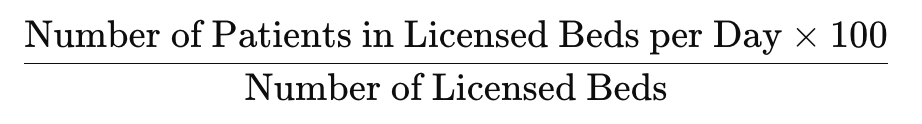 Number of Patients in Licensed Beds per Day × 100
Number of Licensed Beds